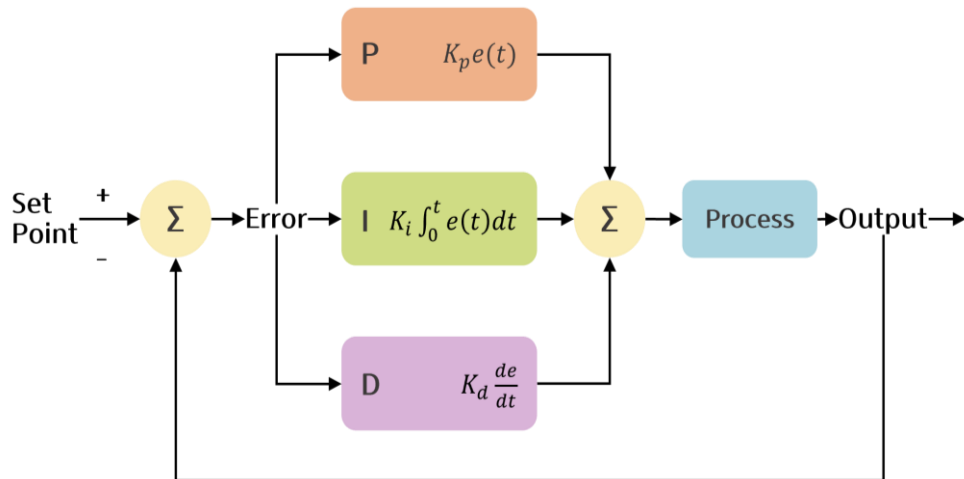 P K_p e(t)
+
Set
Point
–
Σ
Error
I K_i ∫_0^t e(t)dt
Σ
Process
Output
D K_d de/dt